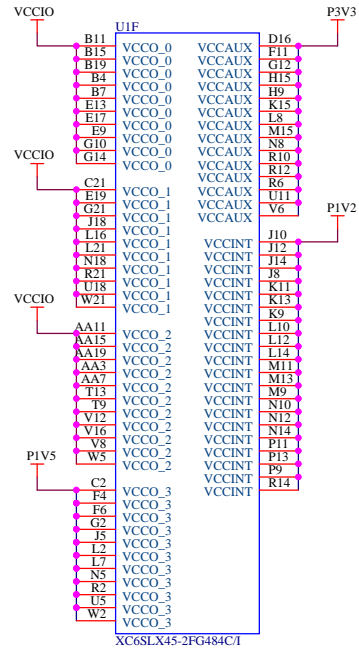 U1F
VCCIO
B11 VCCO_0
B15 VCCO_0
B19 VCCO_0
B4 VCCO_0
B7 VCCO_0
E13 VCCO_0
E17 VCCO_0
E9 VCCO_0
G10 VCCO_0
G14 VCCO_0
VCCIO
C21 VCCO_1
E19 VCCO_1
G21 VCCO_1
J18 VCCO_1
L16 VCCO_1
L21 VCCO_1
N18 VCCO_1
R21 VCCO_1
U18 VCCO_1
W21 VCCO_1
VCCIO
AA11 VCCO_2
AA15 VCCO_2
AA19 VCCO_2
AA3 VCCO_2
AA7 VCCO_2
T13 VCCO_2
T9 VCCO_2
V12 VCCO_2
V16 VCCO_2
V8 VCCO_2
W5 VCCO_2
P1V5
C2 VCCO_3
F4 VCCO_3
F6 VCCO_3
G2 VCCO_3
J5 VCCO_3
L2 VCCO_3
L7 VCCO_3
N5 VCCO_3
R2 VCCO_3
U5 VCCO_3
W2 VCCO_3
P3V3
VCCAUX D16
VCCAUX F11
VCCAUX G12
VCCAUX H15
VCCAUX H9
VCCAUX K15
VCCAUX L8
VCCAUX M15
VCCAUX N8
VCCAUX R10
VCCAUX R12
VCCAUX R6
VCCAUX U11
VCCAUX V6
P1V2
VCCINT J10
VCCINT J12
VCCINT J14
VCCINT J8
VCCINT K11
VCCINT K13
VCCINT K9
VCCINT L10
VCCINT L12
VCCINT L14
VCCINT M11
VCCINT M13
VCCINT M9
VCCINT N10
VCCINT N12
VCCINT N14
VCCINT P11
VCCINT P13
VCCINT P9
VCCINT R14
XC6SLX45-2FG484C/I